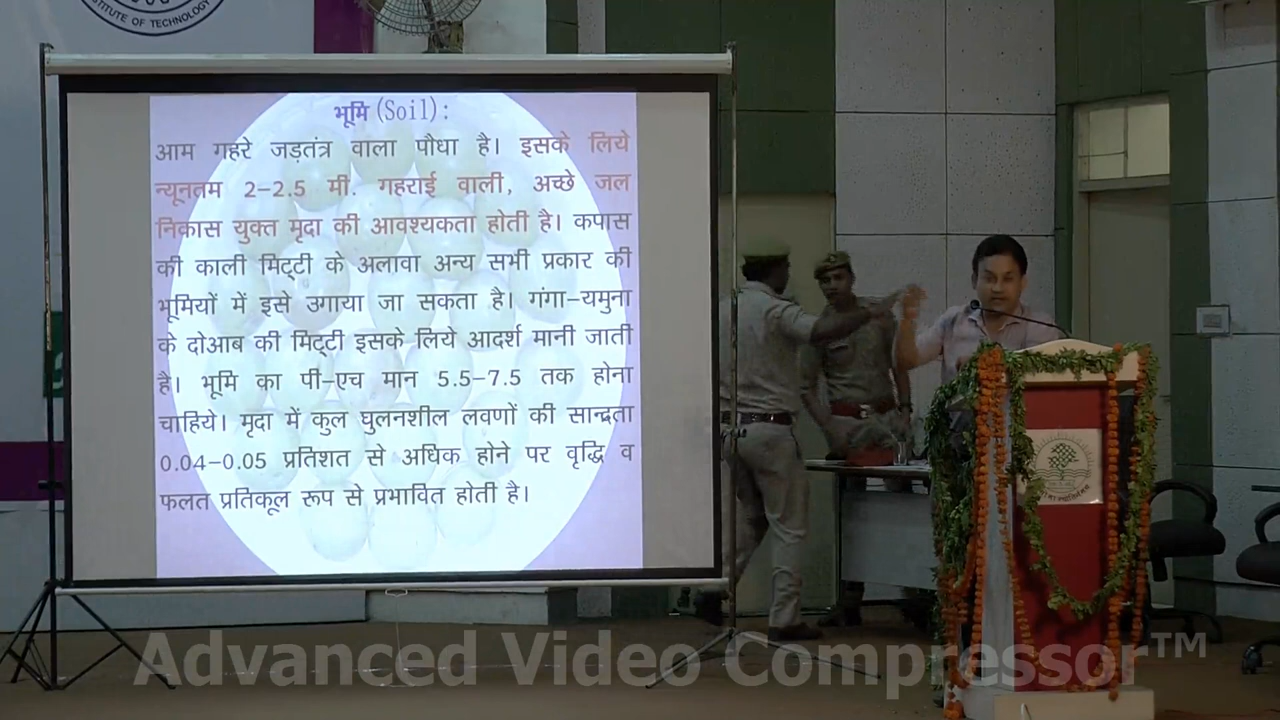 INSTITUTE OF TECHNOLOGY
भूमि (Soil):
आम गहरे जड़तंत्र वाला पौधा है। इसके लिये
न्यूनतम 2-2.5 मी. गहराई वाली, अच्छे जल
निकास युक्त मृदा की आवश्यकता होती है। कपास
की काली मिट्टी के अलावा अन्य सभी प्रकार की
भूमियों में इसे उगाया जा सकता है। गंगा-यमुना
के दोआब की मिट्टी इसके लिये आदर्श मानी जाती
है। भूमि का पी-एच मान 5.5-7.5 तक होना
चाहिये। मृदा में कुल घुलनशील लवणों की सान्द्रता
0.04-0.05 प्रतिशत से अधिक होने पर वृद्धि व
फलत प्रतिकूल रूप से प्रभावित होती है।
Advanced Video Compressor™